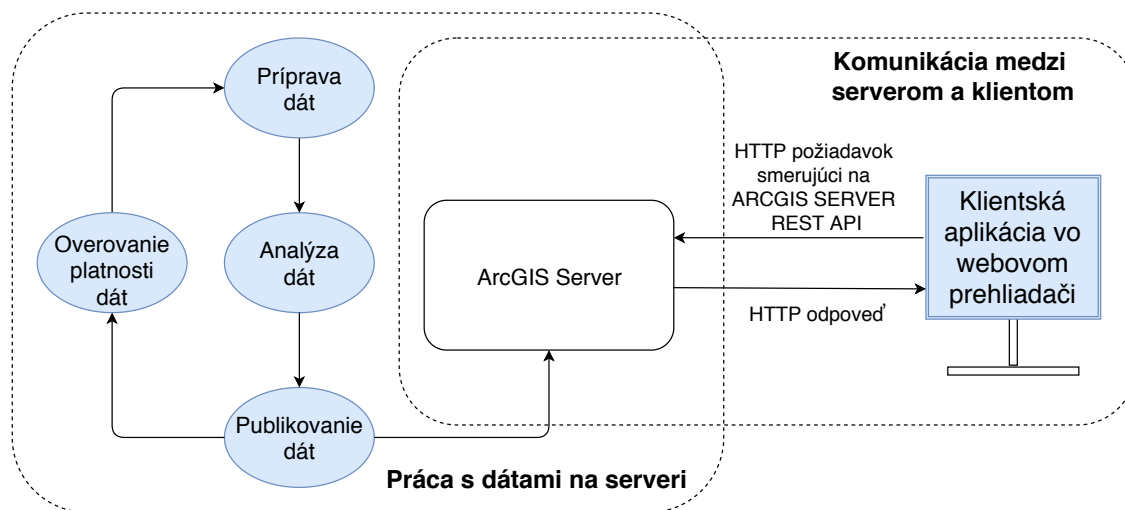 Príprava
dát
Analýza
dát
Overovanie
platnosti
dát
Publikovanie
dát
Práca s dátami na serveri
ArcGIS Server
Komunikácia medzi
serverom a klientom
HTTP požiadavok
smerujúci na
ARCGIS SERVER
REST API
HTTP odpoveď
Klientská
aplikácia vo
webovom
prehliadači